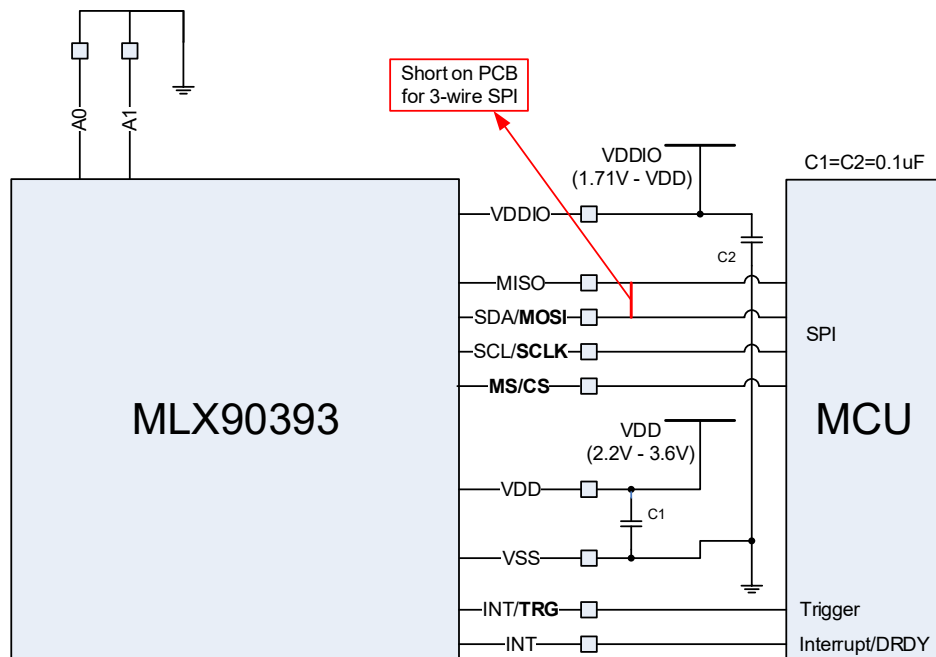 A0
A1
Short on PCB
for 3-wire SPI
VDDIO
(1.71V - VDD)
C1=C2=0.1uF
VDDIO
C2
MISO
SDA/MOSI
SPI
SCL/SCLK
MS/CS
MLX90393
MCU
VDD
(2.2V - 3.6V)
VDD
C1
VSS
INT/TRG
Trigger
INT
Interrupt/DRDY